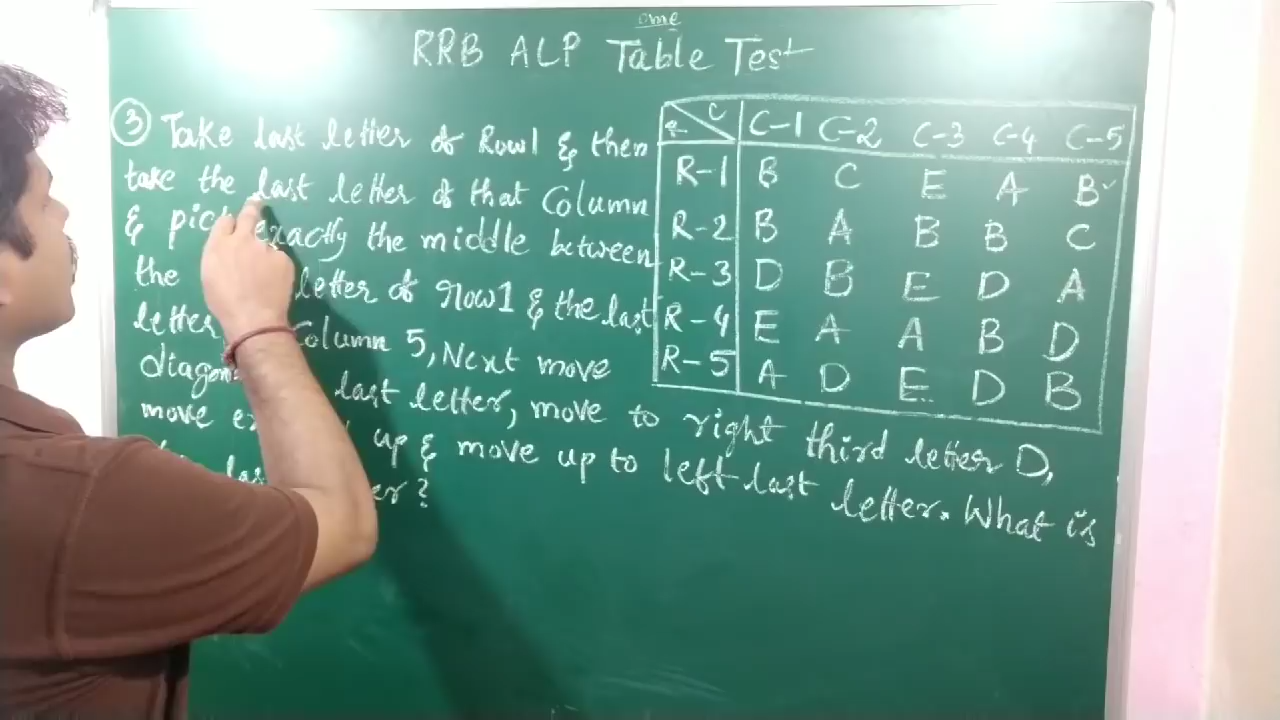 ome
RRB ALP Table Test
③ Take last letter of Row1 & then
take the last letter of that Column
& pick exactly the middle between
the letter of row1 & the last
letter Column 5, Next move
last letter, move to right third letter D,
move up & move up to left last letter. What is
?
R C C-1 C-2 C-3 C-4 C-5
R-1 B C E A B
R-2 B A B B C
R-3 D B E D A
R-4 E A A B D
R-5 A D E D B